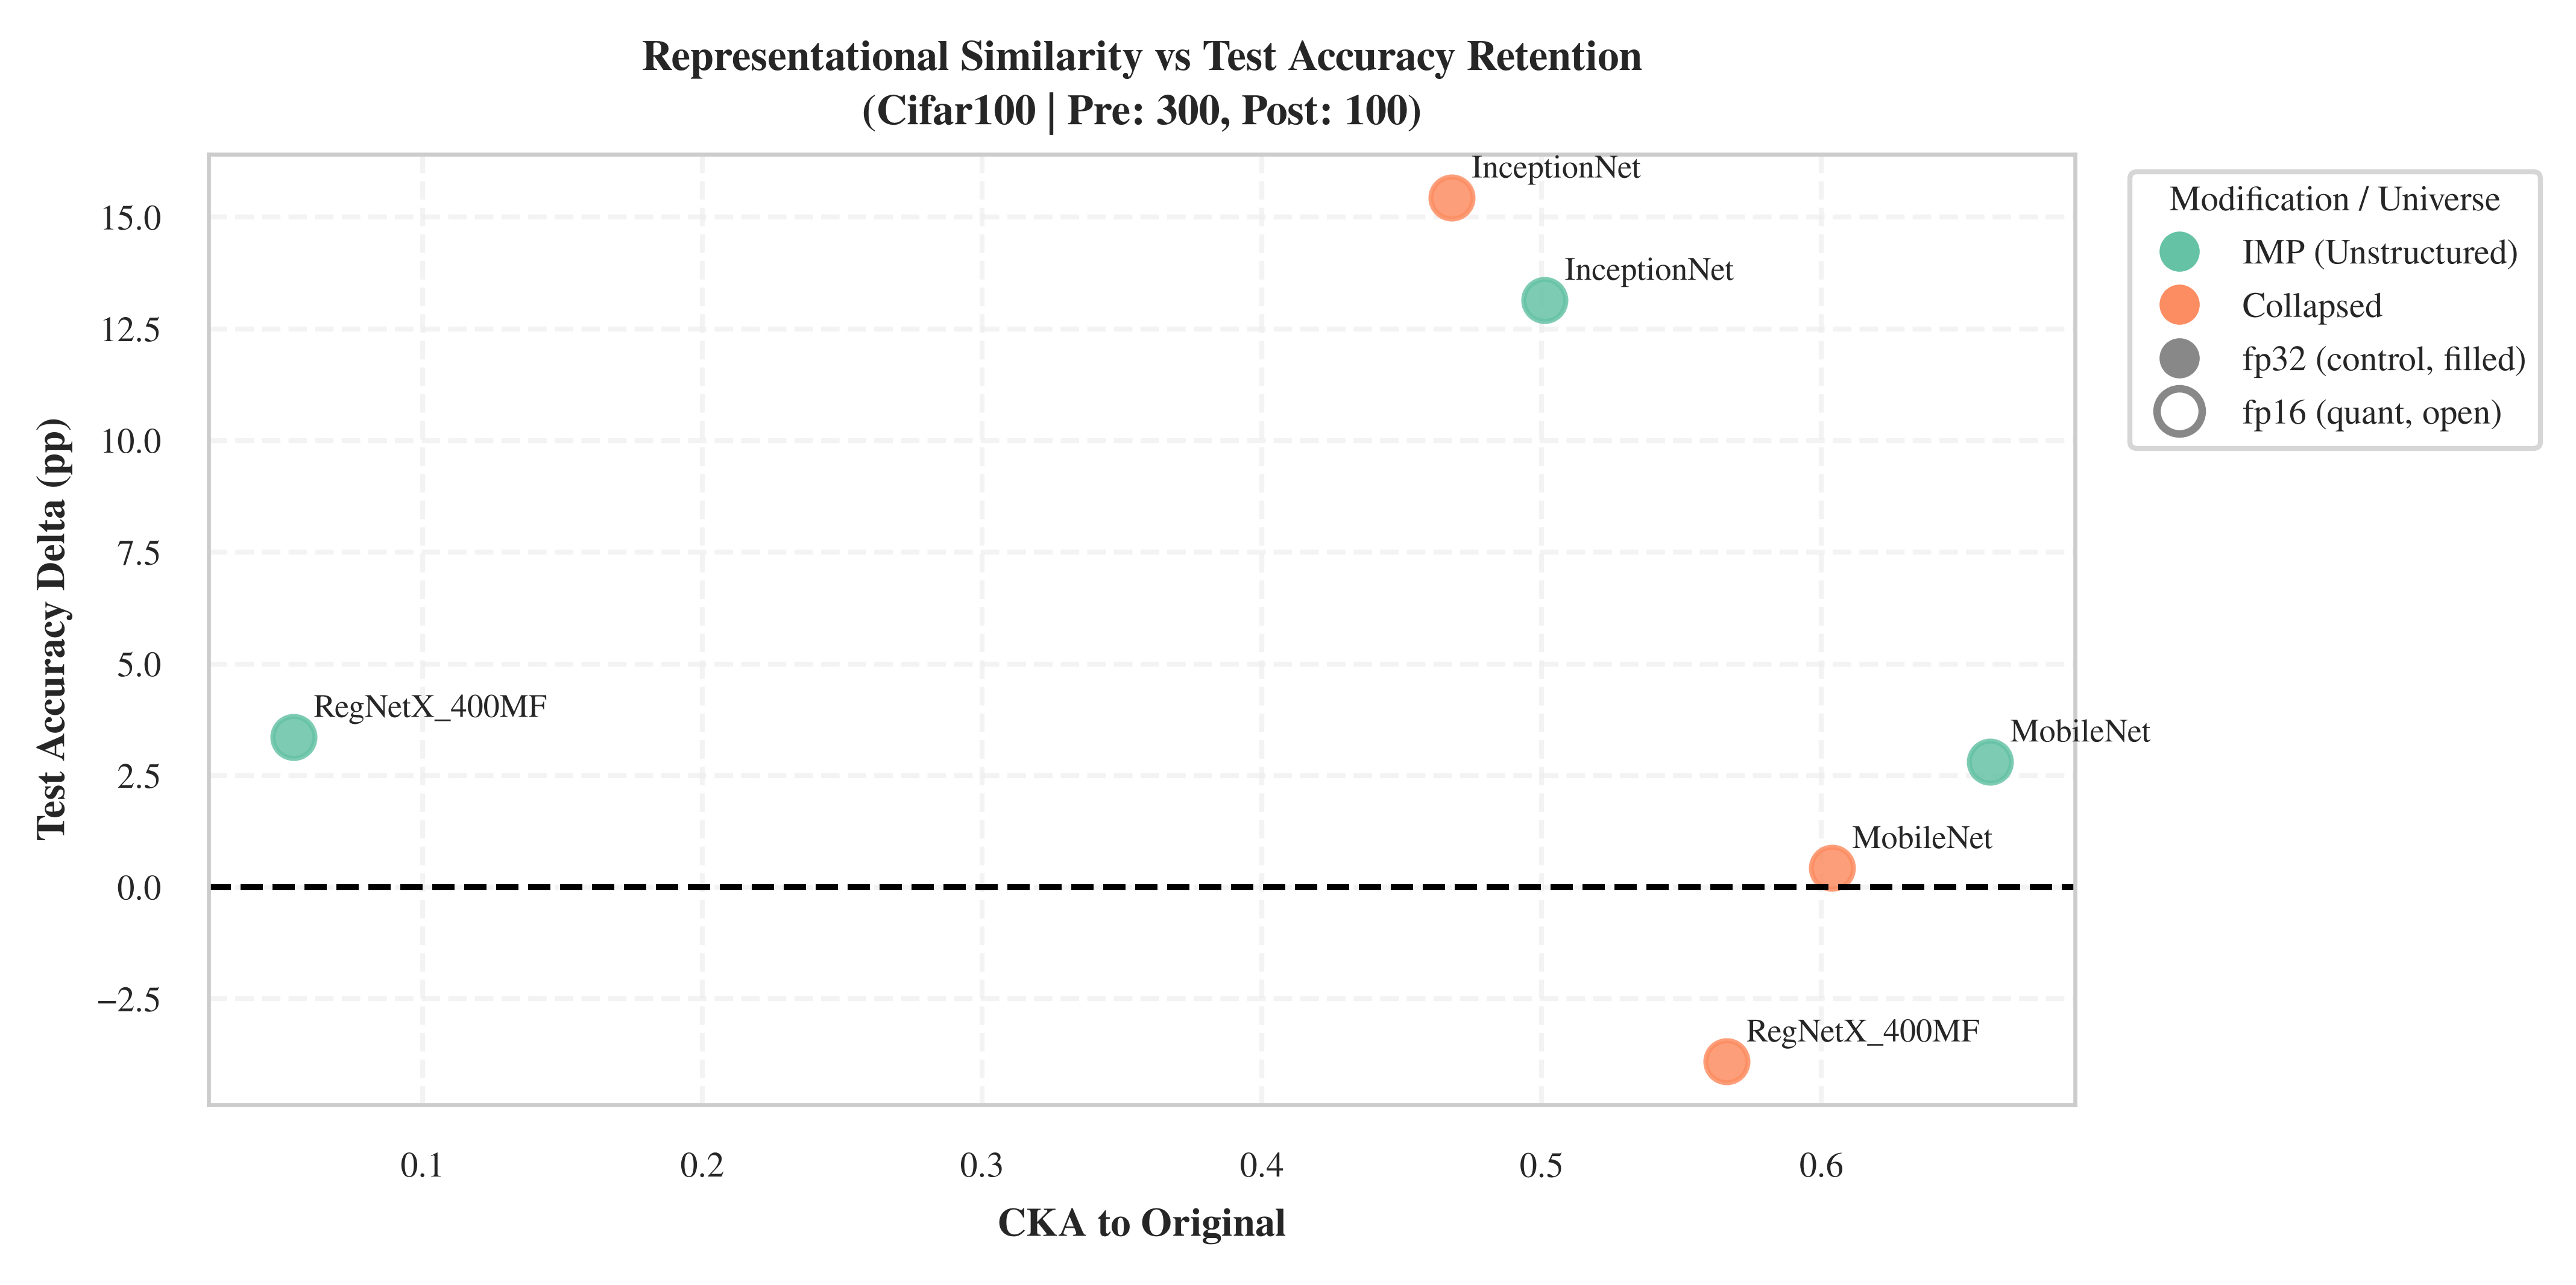 Representational Similarity vs Test Accuracy Retention
(Cifar100 | Pre: 300, Post: 100)
Test Accuracy Delta (pp)
15.0
12.5
10.0
7.5
5.0
2.5
0.0
−2.5
InceptionNet
InceptionNet
RegNetX_400MF
MobileNet
MobileNet
RegNetX_400MF
0.1
0.2
0.3
0.4
0.5
0.6
CKA to Original
Modification / Universe
IMP (Unstructured)
Collapsed
fp32 (control, filled)
fp16 (quant, open)